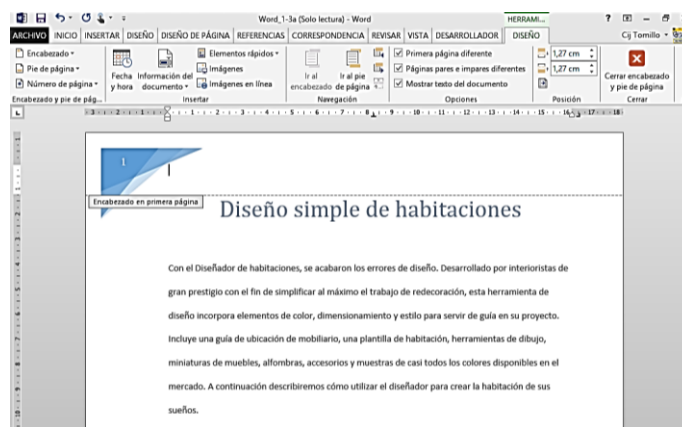 Word_1-3a (Solo lectura) - Word
HERRAMI...
?
ARCHIVO INICIO INSERTAR DISEÑO DISEÑO DE PÁGINA REFERENCIAS CORRESPONDENCIA REVISAR VISTA DESARROLLADOR DISEÑO Cij Tomillo
Encabezado
Pie de página
Número de página
Fecha y hora
Información del documento
Elementos rápidos
Imágenes
Imágenes en línea
Ir al encabezado
Ir al pie de página
Primera página diferente
Páginas pares e impares diferentes
Mostrar texto del documento
1,27 cm
1,27 cm
Cerrar encabezado y pie de página
Encabezado y pie de pág... Insertar Navegación Opciones Posición Cerrar
1
Encabezado en primera página
Diseño simple de habitaciones
Con el Diseñador de habitaciones, se acabaron los errores de diseño. Desarrollado por interioristas de
gran prestigio con el fin de simplificar al máximo el trabajo de redecoración, esta herramienta de
diseño incorpora elementos de color, dimensionamiento y estilo para servir de guía en su proyecto.
Incluye una guía de ubicación de mobiliario, una plantilla de habitación, herramientas de dibujo,
miniaturas de muebles, alfombras, accesorios y muestras de casi todos los colores disponibles en el
mercado. A continuación describiremos cómo utilizar el diseñador para crear la habitación de sus
sueños.